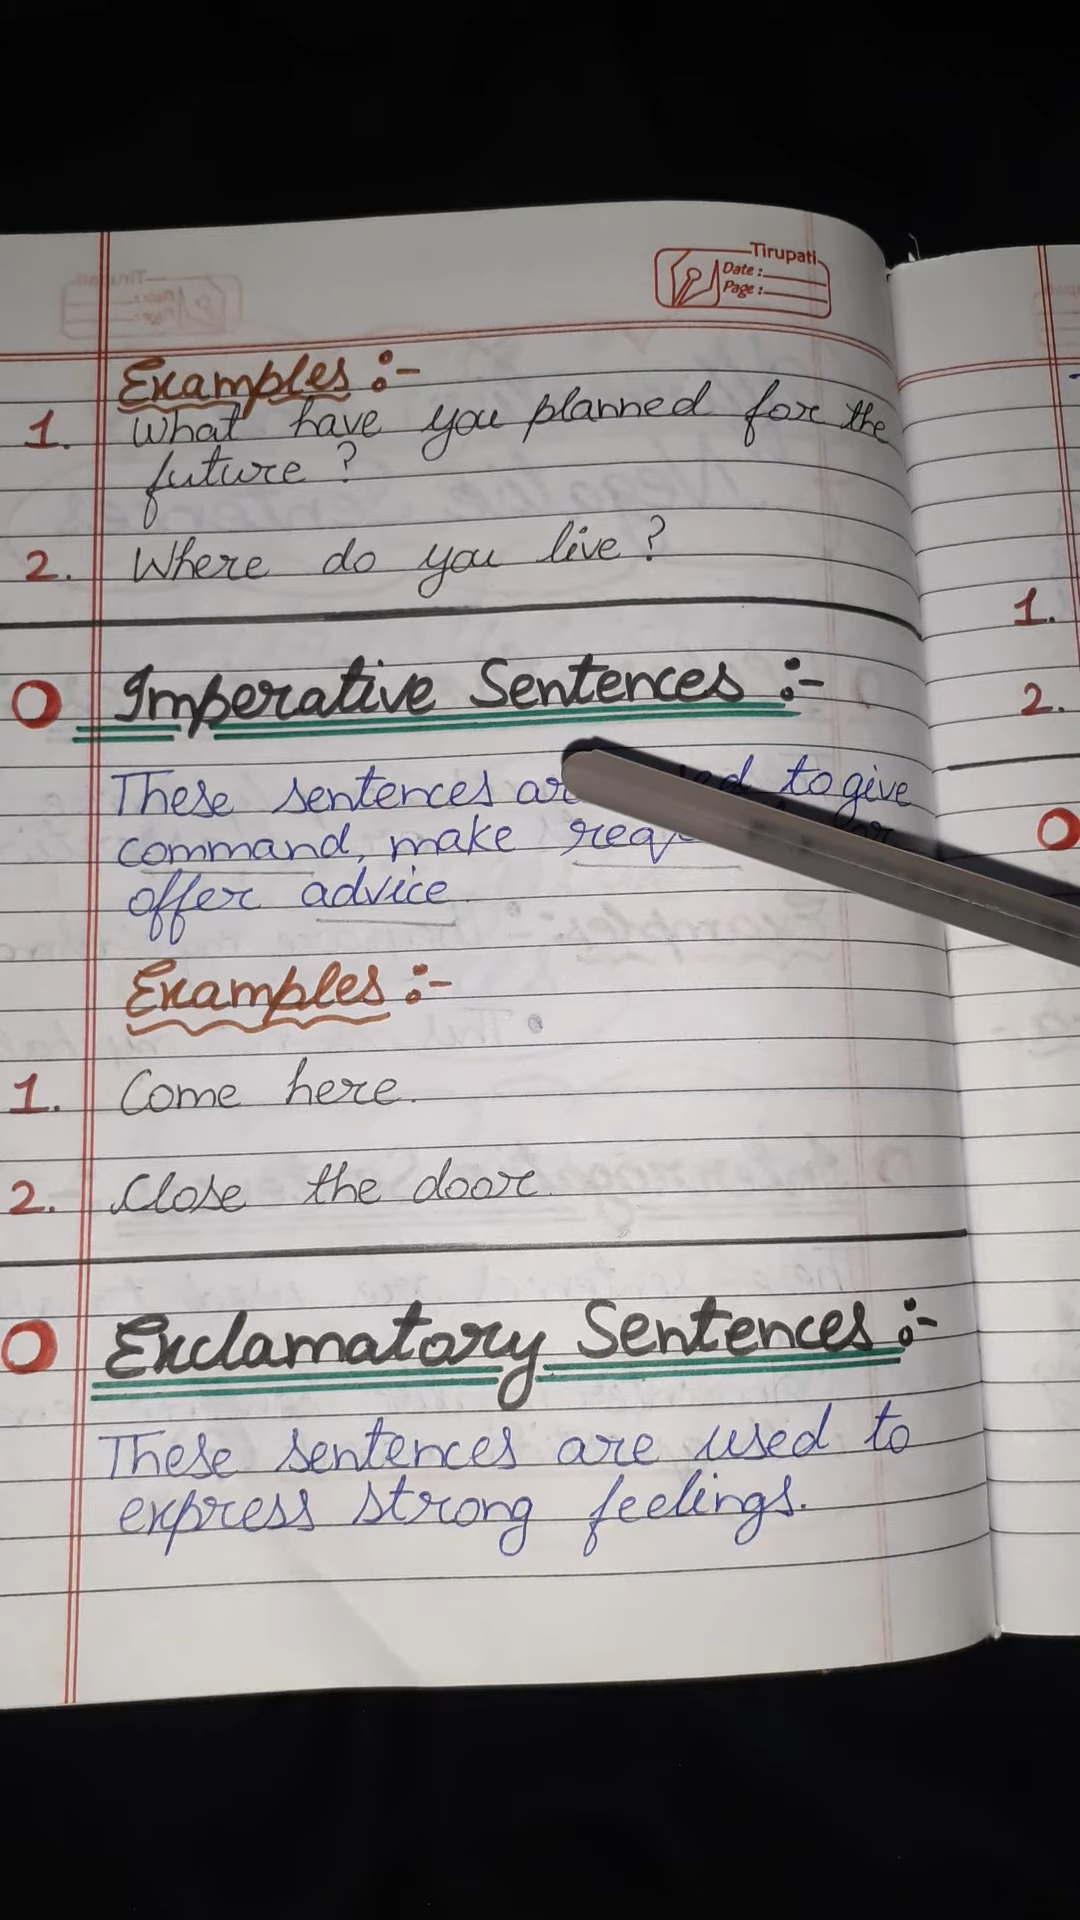 Tirupati
Date :
Page :
Examples :-
1. What have you planned for the
future ?
2. Where do you live ?
Imperative Sentences :-
These sentences to give
command, make
offer advice
Examples :-
1. Come here.
2. Close the door.
Exclamatory Sentences :-
These sentences are used to
express strong feelings.
1.
2.